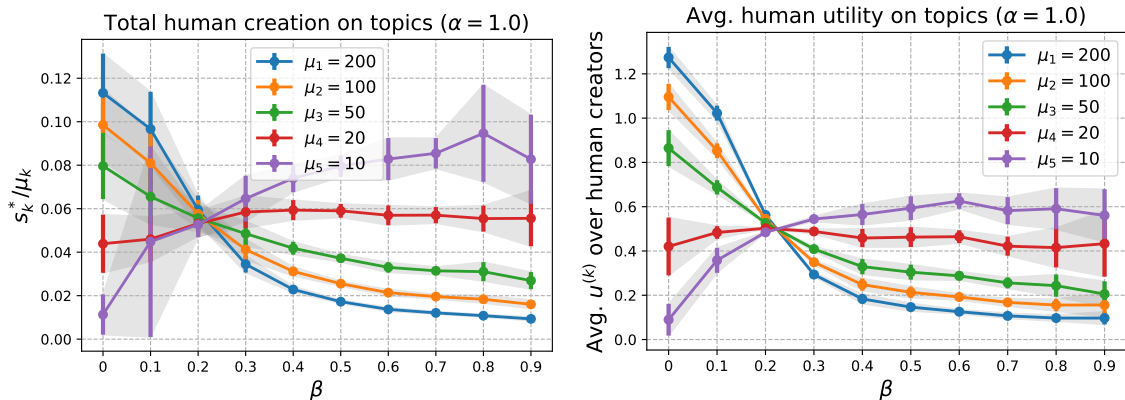 Total human creation on topics (α = 1.0)
s*ₖ/μₖ
0.12
0.10
0.08
0.06
0.04
0.02
0.00
μ₁ = 200
μ₂ = 100
μ₃ = 50
μ₄ = 20
μ₅ = 10
0 0.1 0.2 0.3 0.4 0.5 0.6 0.7 0.8 0.9
β
Avg. human utility on topics (α = 1.0)
Avg. u⁽ᵏ⁾ over human creators
1.2
1.0
0.8
0.6
0.4
0.2
0.0
μ₁ = 200
μ₂ = 100
μ₃ = 50
μ₄ = 20
μ₅ = 10
0 0.1 0.2 0.3 0.4 0.5 0.6 0.7 0.8 0.9
β